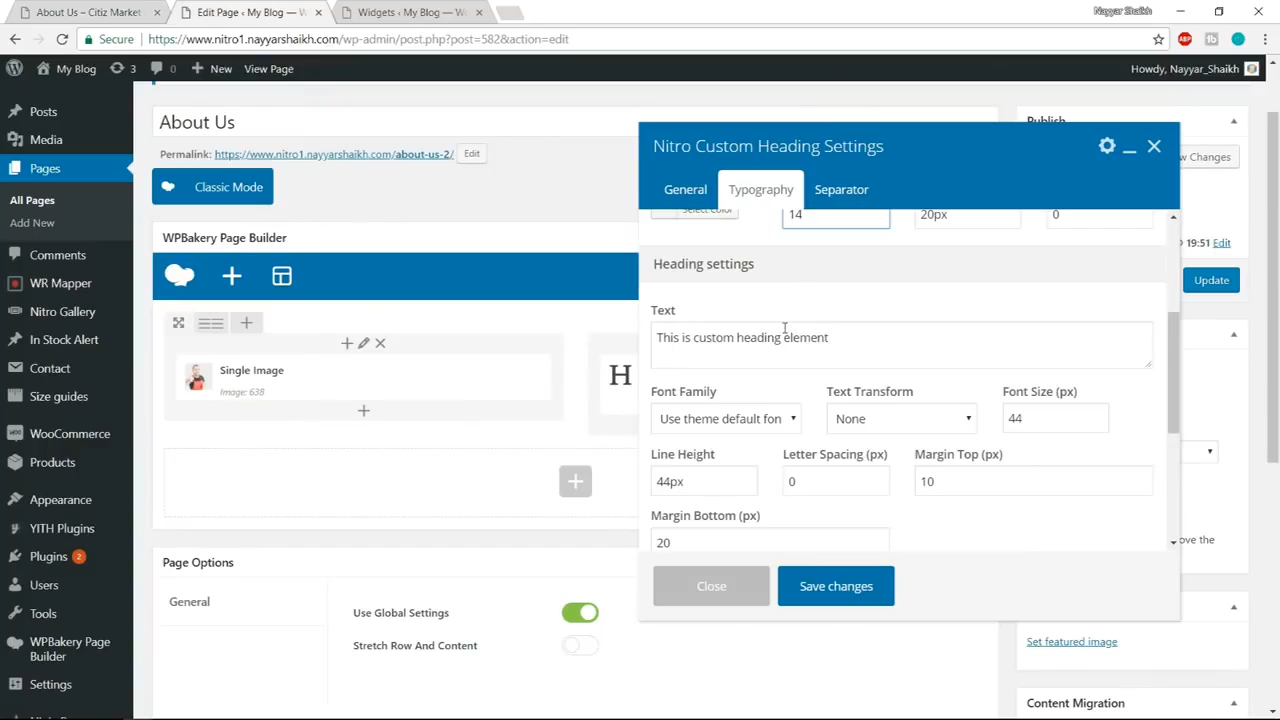 About Us – Citiz Market
Edit Page ‹ My Blog — W
Widgets ‹ My Blog — Wo
Nayyar Shaikh
Secure
https://www.nitro1.nayyarshaikh.com/wp-admin/post.php?post=582&action=edit
ABP
My Blog
3
0
New
View Page
Howdy, Nayyar_Shaikh
Posts
Media
Pages
All Pages
Add New
Comments
WR Mapper
Nitro Gallery
In Stock Alert
Contact
Size guides
WooCommerce
Products
Appearance
YITH Plugins
Plugins 2
Users
Tools
WPBakery Page
Builder
Settings
About Us
Permalink: https://www.nitro1.nayyarshaikh.com/about-us-2/ Edit
Classic Mode
WPBakery Page Builder
Single Image
Image: 638
H
Page Options
General
Use Global Settings
Stretch Row And Content
Nitro Custom Heading Settings
General
Typography
Separator
Select Color
14
20px
0
Heading settings
Text
This is custom heading element
Font Family
Text Transform
Font Size (px)
Use theme default fon
None
44
Line Height
Letter Spacing (px)
Margin Top (px)
44px
0
10
Margin Bottom (px)
20
Close
Save changes
Publish
w Changes
19:51 Edit
Update
ove the
Set featured image
Content Migration